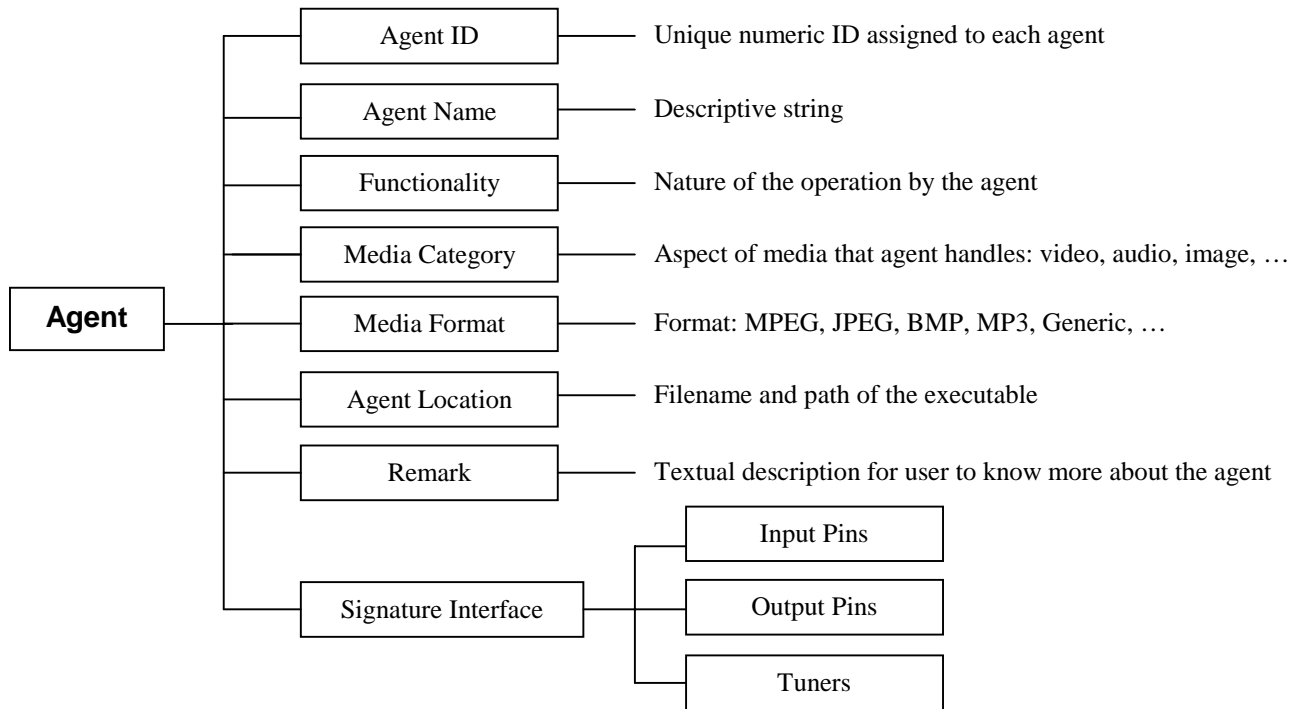 Agent ID
Unique numeric ID assigned to each agent
Agent Name
Descriptive string
Functionality
Nature of the operation by the agent
Media Category
Aspect of media that agent handles: video, audio, image, …
Agent
Media Format
Format: MPEG, JPEG, BMP, MP3, Generic, …
Agent Location
Filename and path of the executable
Remark
Textual description for user to know more about the agent
Input Pins
Signature Interface
Output Pins
Tuners